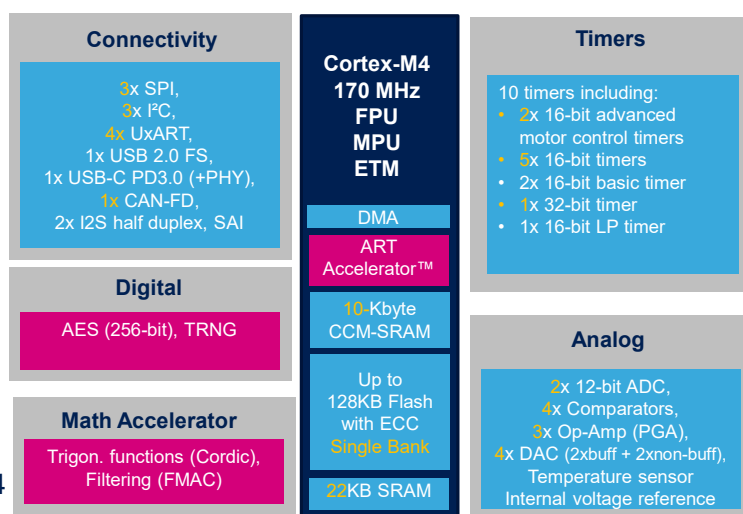 Connectivity
3x SPI,
3x I²C,
4x UxART,
1x USB 2.0 FS,
1x USB-C PD3.0 (+PHY),
1x CAN-FD,
2x I2S half duplex, SAI
Digital
AES (256-bit), TRNG
Math Accelerator
Trigon. functions (Cordic),
Filtering (FMAC)
4
Cortex-M4
170 MHz
FPU
MPU
ETM
DMA
ART
Accelerator™
10-Kbyte
CCM-SRAM
Up to
128KB Flash
with ECC
Single Bank
22KB SRAM
Timers
10 timers including:
• 2x 16-bit advanced
motor control timers
• 5x 16-bit timers
• 2x 16-bit basic timer
• 1x 32-bit timer
• 1x 16-bit LP timer
Analog
2x 12-bit ADC,
4x Comparators,
3x Op-Amp (PGA),
4x DAC (2xbuff + 2xnon-buff),
Temperature sensor
Internal voltage reference